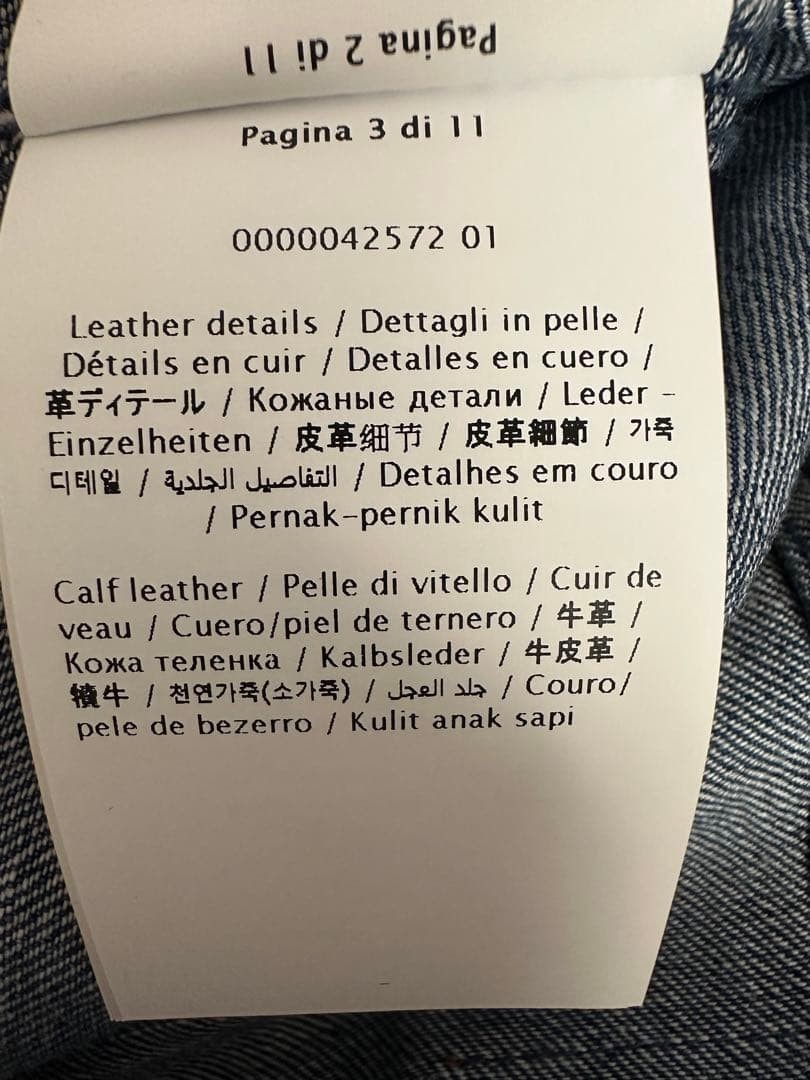 Pagina 2 di 11
Pagina 3 di 11
0000042572 01
Leather details / Dettagli in pelle /
Détails en cuir / Detalles en cuero /
革ディテール / Кожаные детали / Leder -
Einzelheiten / 皮革细节 / 皮革細節 / 가죽
디테일 / التفاصيل الجلدية / Detalhes em couro
/ Pernak-pernik kulit
Calf leather / Pelle di vitello / Cuir de
veau / Cuero/piel de ternero / 牛革 /
Кожа теленка / Kalbsleder / 牛皮革 /
犢牛 / 천연가죽(소가죽) / جلد العجل / Couro/
pele de bezerro / Kulit anak sapi